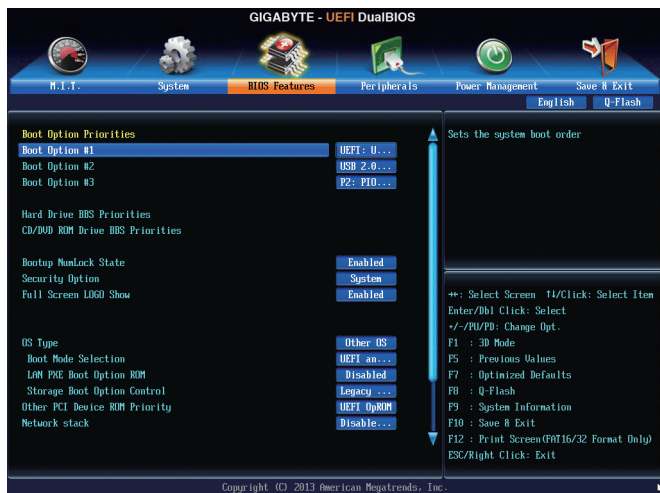 GIGABYTE - UEFI DualBIOS
M.I.T.
System
BIOS Features
Peripherals
Power Management
Save & Exit
English
Q-Flash
Boot Option Priorities
Boot Option #1 UEFI: U...
Boot Option #2 USB 2.0...
Boot Option #3 P2: PIO...
Hard Drive BBS Priorities
CD/DVD ROM Drive BBS Priorities
Bootup NumLock State Enabled
Security Option System
Full Screen LOGO Show Enabled
OS Type Other OS
Boot Mode Selection UEFI an...
LAN PXE Boot Option ROM Disabled
Storage Boot Option Control Legacy ...
Other PCI Device ROM Priority UEFI OpROM
Network stack Disable...
Sets the system boot order
→←: Select Screen ↑↓/Click: Select Item
Enter/Dbl Click: Select
+/-/PU/PD: Change Opt.
F1 : 3D Mode
F5 : Previous Values
F7 : Optimized Defaults
F8 : Q-Flash
F9 : System Information
F10 : Save & Exit
F12 : Print Screen(FAT16/32 Format Only)
ESC/Right Click: Exit
Copyright (C) 2013 American Megatrends, Inc.